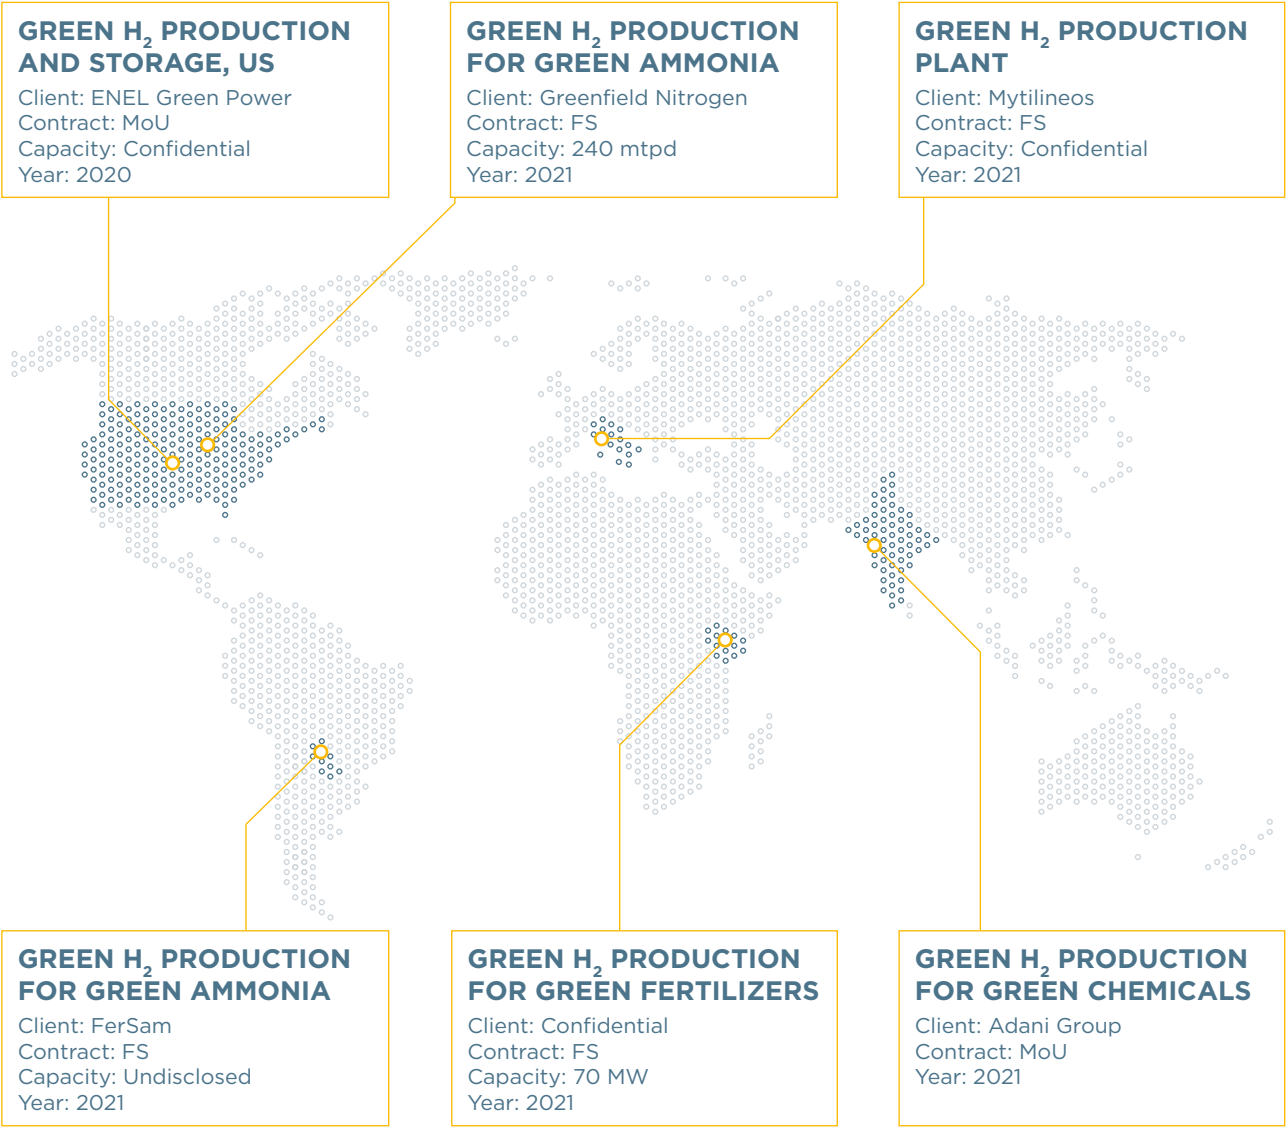 GREEN H2 PRODUCTION
AND STORAGE, US
Client: ENEL Green Power
Contract: MoU
Capacity: Confidential
Year: 2020
GREEN H2 PRODUCTION
FOR GREEN AMMONIA
Client: Greenfield Nitrogen
Contract: FS
Capacity: 240 mtpd
Year: 2021
GREEN H2 PRODUCTION
PLANT
Client: Mytilineos
Contract: FS
Capacity: Confidential
Year: 2021
GREEN H2 PRODUCTION
FOR GREEN AMMONIA
Client: FerSam
Contract: FS
Capacity: Undisclosed
Year: 2021
GREEN H2 PRODUCTION
FOR GREEN FERTILIZERS
Client: Confidential
Contract: FS
Capacity: 70 MW
Year: 2021
GREEN H2 PRODUCTION
FOR GREEN CHEMICALS
Client: Adani Group
Contract: MoU
Year: 2021